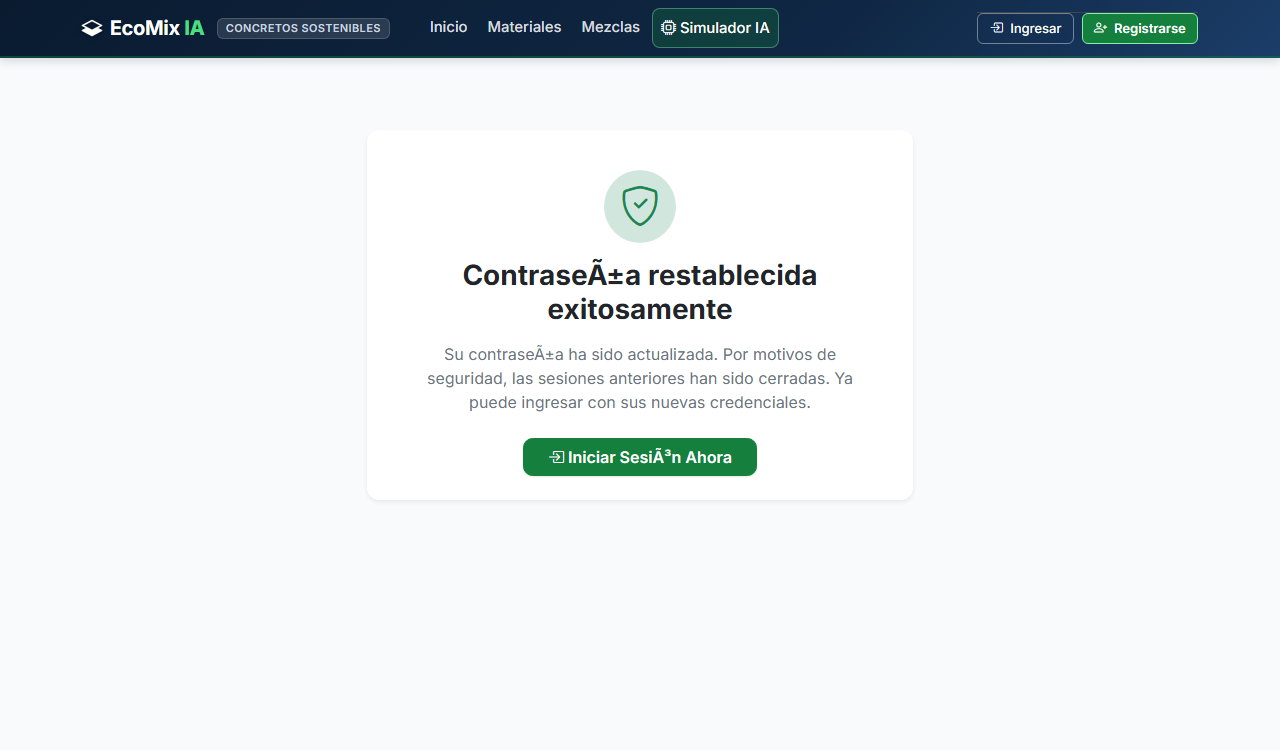 EcoMix IA CONCRETOS SOSTENIBLES Inicio Materiales Mezclas Simulador IA Ingresar Registrarse
ContraseÃ±a restablecida
exitosamente
Su contraseÃ±a ha sido actualizada. Por motivos de
seguridad, las sesiones anteriores han sido cerradas. Ya
puede ingresar con sus nuevas credenciales.
Iniciar SesiÃ³n Ahora